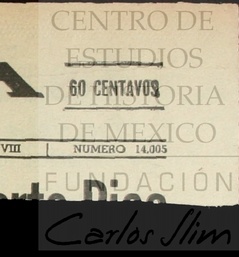 CENTRO DE
ESTUDIOS
60 CENTAVOS
DE HISTORIA
DE MEXICO
VIII NUMERO 14,005
FUNDACIÓN
Carlos Slim